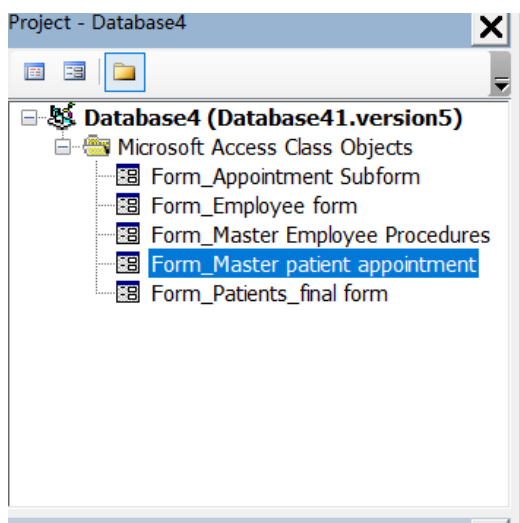 Project - Database4
Database4 (Database41.version5)
Microsoft Access Class Objects
Form_Appointment Subform
Form_Employee form
Form_Master Employee Procedures
Form_Master patient appointment
Form_Patients_final form